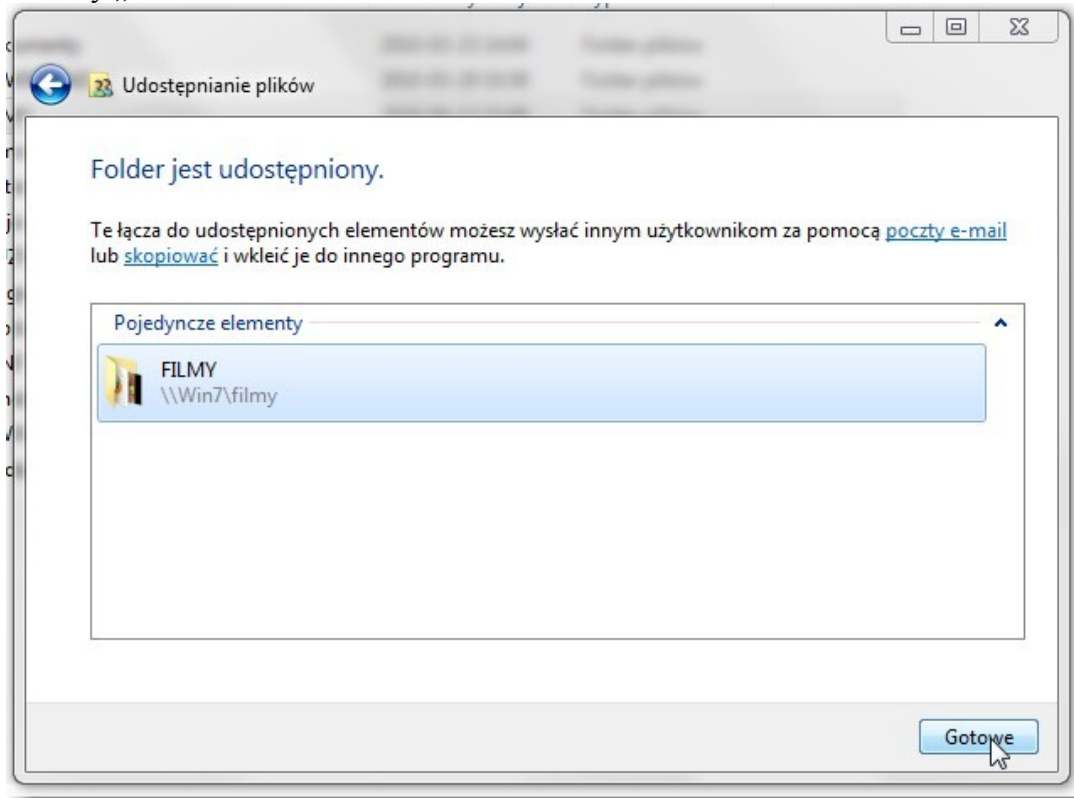 Udostępnianie plików
Folder jest udostępniony.
Te łącza do udostępnionych elementów możesz wysłać innym użytkownikom za pomocą poczty e-mail
lub skopiować i wkleić je do innego programu.
Pojedyncze elementy
FILMY
\\Win7\filmy
Gotowe